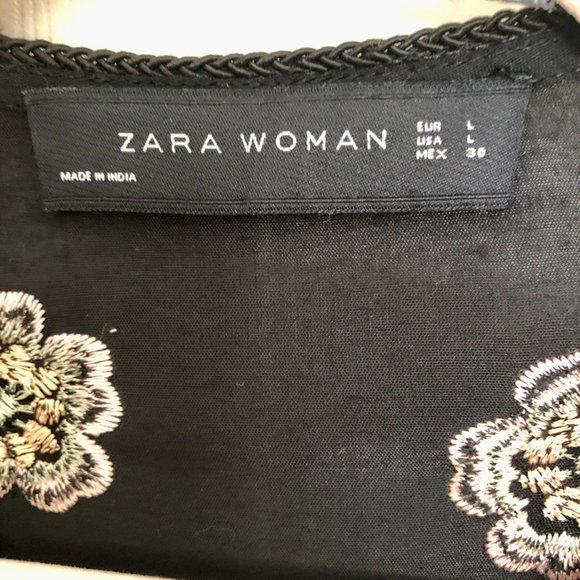 ZARA WOMAN
EUR L
USA L
MEX 30
MADE IN INDIA